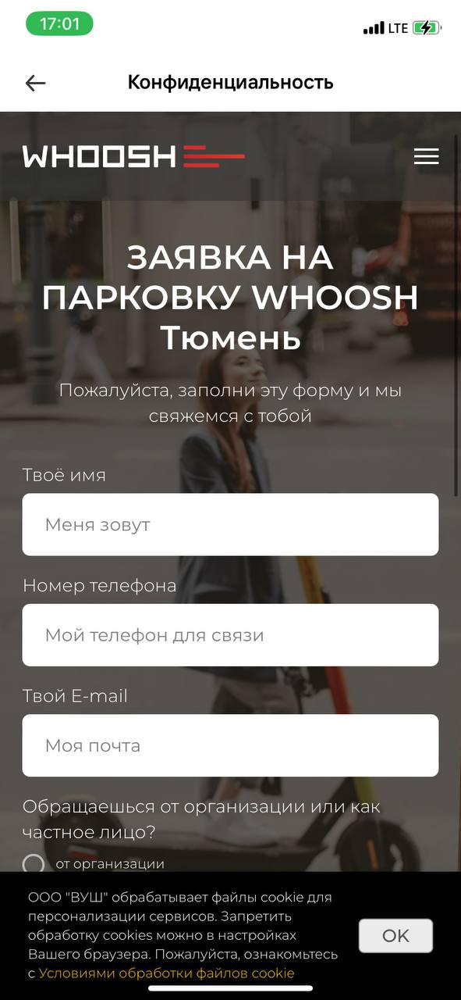 17:01
LTE
Конфиденциальность
WHOOSH
ЗАЯВКА НА
ПАРКОВКУ WHOOSH
Тюмень
Пожалуйста, заполни эту форму и мы
свяжемся с тобой
Твоё имя
Меня зовут
Номер телефона
Мой телефон для связи
Твой E-mail
Моя почта
Обращаешься от организации или как
частное лицо?
от организации
ООО "ВУШ" обрабатывает файлы cookie для
персонализации сервисов. Запретить
обработку cookies можно в настройках
Вашего браузера. Пожалуйста, ознакомьтесь
с Условиями обработки файлов cookie
OK